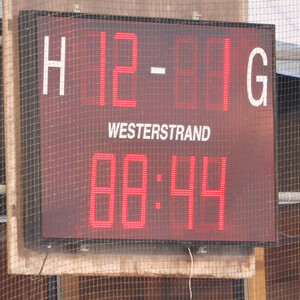 H 12 - 1 G
WESTERSTRAND
88:44